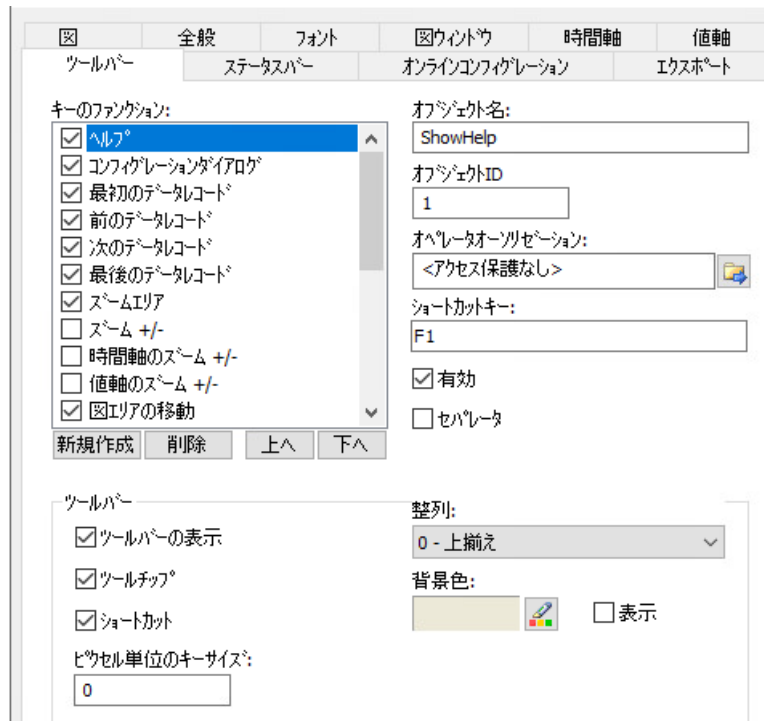 図 全般 フォント 図ウィンドウ 時間軸 値軸
ツールバー ステータスバー オンラインコンフィグレーション エクスポート
キーのファンクション:
ヘルプ
コンフィグレーションダイアログ
最初のデータレコード
前のデータレコード
次のデータレコード
最後のデータレコード
ズームエリア
ズーム +/-
時間軸のズーム +/-
値軸のズーム +/-
図エリアの移動
新規作成 削除 上へ 下へ
オブジェクト名:
ShowHelp
オブジェクトID
1
オペレータオーソリゼーション:
<アクセス保護なし>
ショートカットキー:
F1
有効
セパレータ
ツールバー
ツールバーの表示
ツールチップ
ショートカット
ピクセル単位のキーサイズ:
0
整列:
0 - 上揃え
背景色:
表示